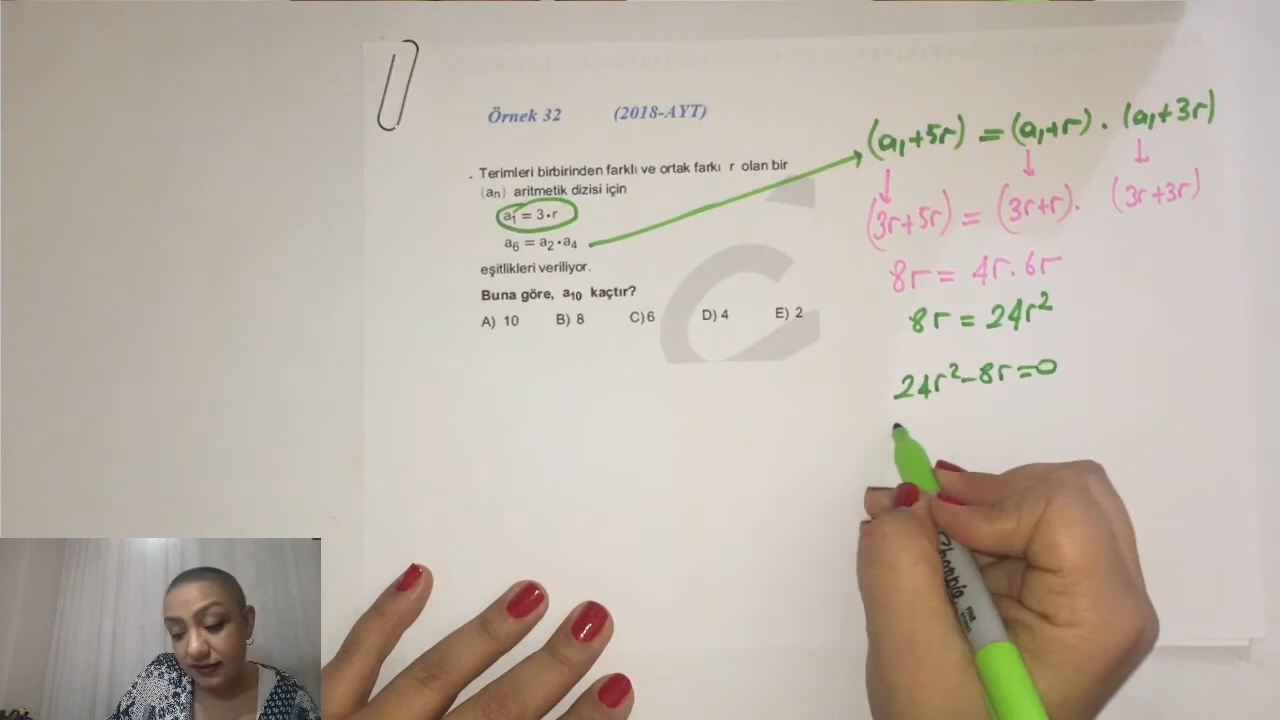 Örnek 32 (2018-AYT)
. Terimleri birbirinden farklı ve ortak farkı r olan bir
(aₙ) aritmetik dizisi için
a₁ = 3·r
a₆ = a₂·a₄
eşitlikleri veriliyor.
Buna göre, a₁₀ kaçtır?
A) 10 B) 8 C)6 D) 4 E) 2
(a₁+5r) = (a₁+r) · (a₁+3r)
(3r+5r) = (3r+r) · (3r+3r)
8r = 4r.6r
8r = 24r²
24r²-8r=0
Sharpie
FINE